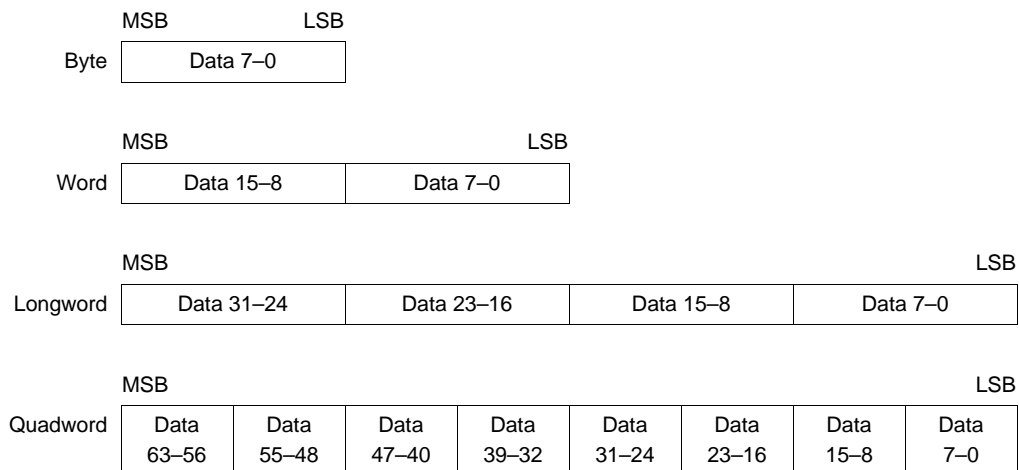 MSB LSB
Byte Data 7–0
MSB LSB
Word Data 15–8 Data 7–0
MSB LSB
Longword Data 31–24 Data 23–16 Data 15–8 Data 7–0
MSB LSB
Quadword Data Data Data Data Data Data Data Data
63–56 55–48 47–40 39–32 31–24 23–16 15–8 7–0